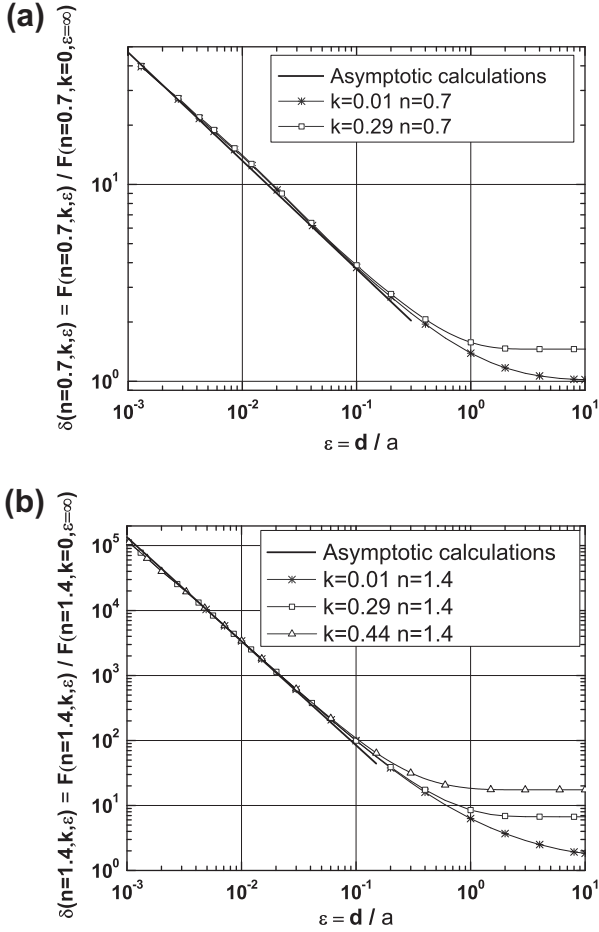 (a)
δ(n=0.7,k,ε) = F(n=0.7,k,ε) / F(n=0.7,k=0,ε=∞)
Asymptotic calculations
k=0.01 n=0.7
k=0.29 n=0.7
10¹
10⁰
10⁻³
10⁻²
10⁻¹
10⁰
10¹
ε = d / a
(b)
δ(n=1.4,k,ε) = F(n=1.4,k,ε) / F(n=1.4,k=0,ε=∞)
Asymptotic calculations
k=0.01 n=1.4
k=0.29 n=1.4
k=0.44 n=1.4
10⁵
10⁴
10³
10²
10¹
10⁰
10⁻³
10⁻²
10⁻¹
10⁰
10¹
ε = d / a